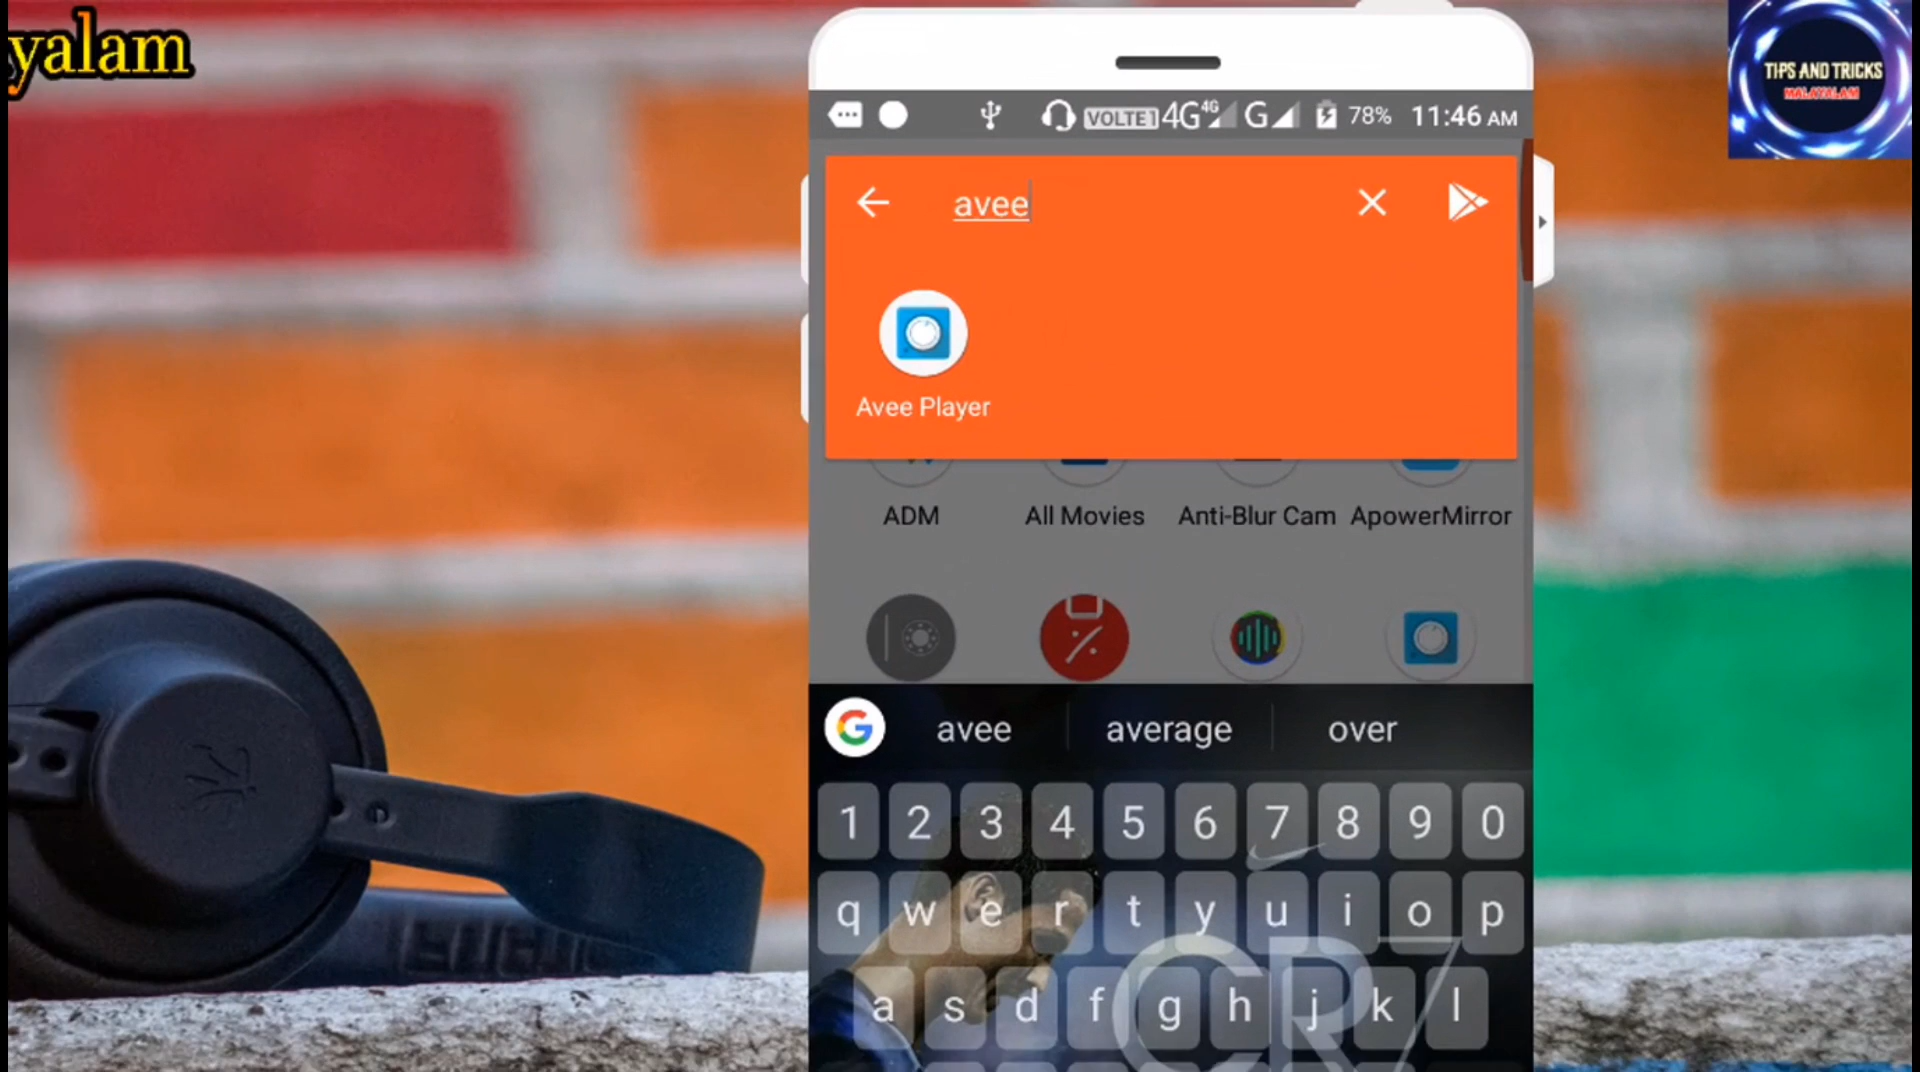 yalam
TIPS AND TRICKS
MALAYALAM
VOLTE1 4G 4G G 78% 11:46 AM
avee
Avee Player
ADM All Movies Anti-Blur Cam ApowerMirror
avee average over
1 2 3 4 5 6 7 8 9 0
q w e r t y u i o p
a s d f g h j k l
CR7